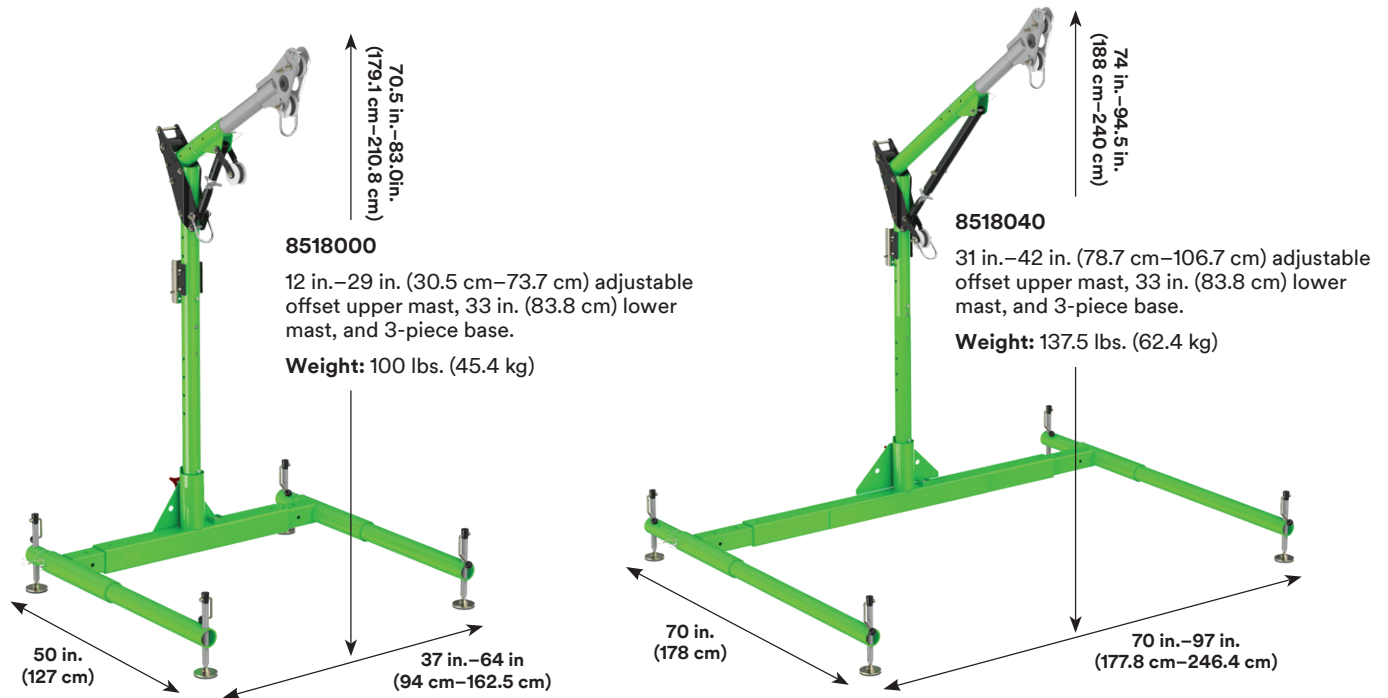 70.5 in.–83.0in.
(179.1 cm–210.8 cm)
8518000
12 in.–29 in. (30.5 cm–73.7 cm) adjustable
offset upper mast, 33 in. (83.8 cm) lower
mast, and 3-piece base.
Weight: 100 lbs. (45.4 kg)
50 in.
(127 cm)
37 in.–64 in
(94 cm–162.5 cm)
74 in.–94.5 in.
(188 cm–240 cm)
8518040
31 in.–42 in. (78.7 cm–106.7 cm) adjustable
offset upper mast, 33 in. (83.8 cm) lower
mast, and 3-piece base.
Weight: 137.5 lbs. (62.4 kg)
70 in.
(178 cm)
70 in.–97 in.
(177.8 cm–246.4 cm)